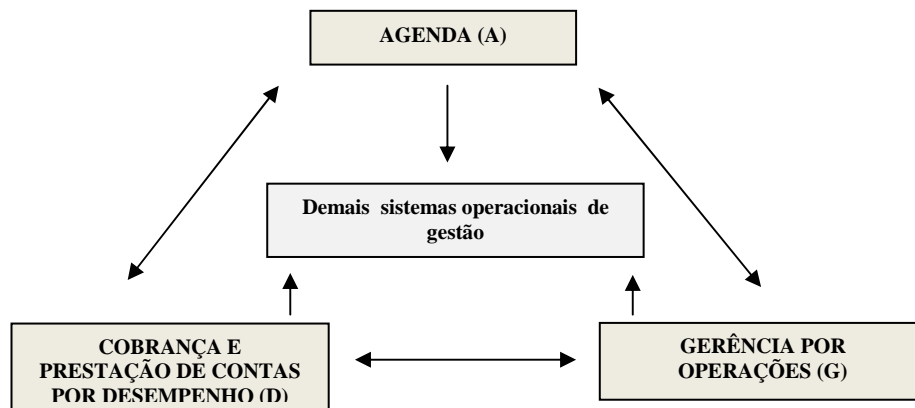 AGENDA (A)
Demais sistemas operacionais de
gestão
COBRANÇA E
PRESTAÇÃO DE CONTAS
POR DESEMPENHO (D)
GERÊNCIA POR
OPERAÇÕES (G)